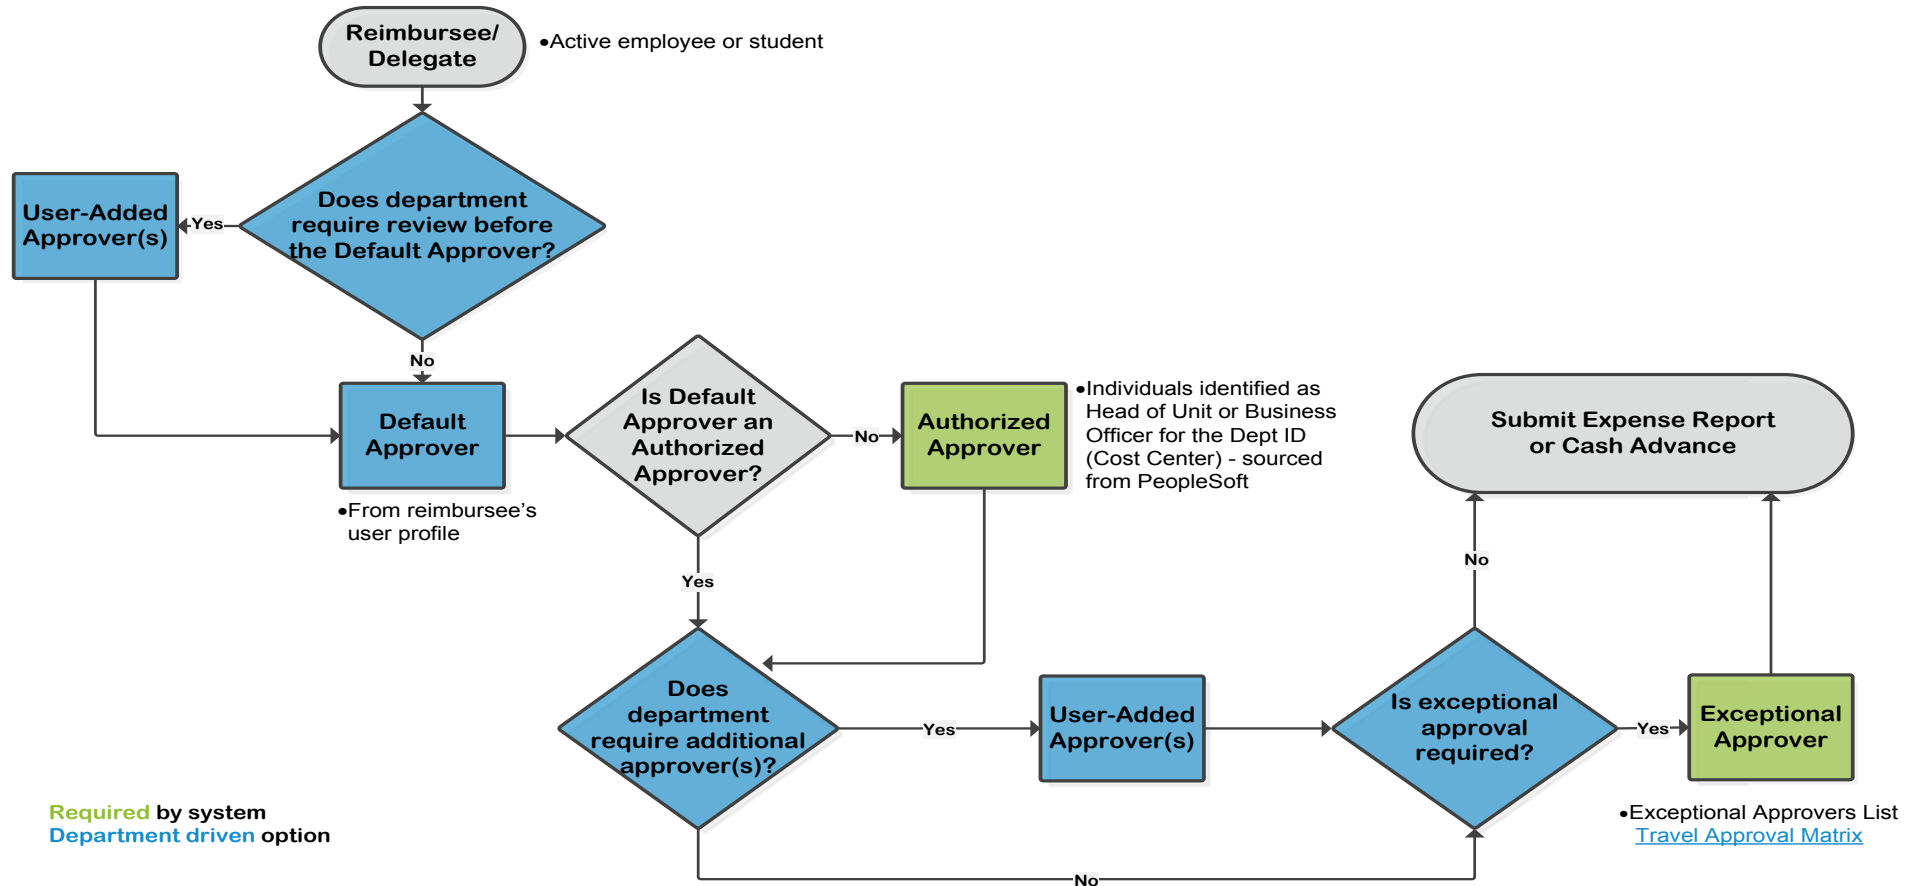 Reimbursee/
Delegate
•Active employee or student
Does department
require review before
the Default Approver?
Yes
User-Added
Approver(s)
No
Default
Approver
•From reimbursee’s
user profile
Is Default
Approver an
Authorized
Approver?
No
Authorized
Approver
•Individuals identified as
Head of Unit or Business
Officer for the Dept ID
(Cost Center) - sourced
from PeopleSoft
Yes
Does
department
require additional
approver(s)?
Yes
User-Added
Approver(s)
No
Is exceptional
approval
required?
No
Yes
Exceptional
Approver
•Exceptional Approvers List
Travel Approval Matrix
Submit Expense Report
or Cash Advance
Required by system
Department driven option